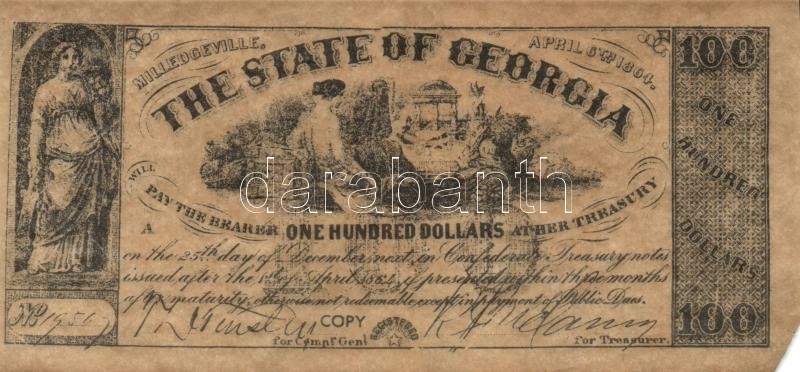 MILLEDGEVILLE. APRIL 6TH 1864.
THE STATE OF GEORGIA
100
ONE
HUNDRED
DOLLARS
100
darabanth
WILL
PAY THE BEARER ONE HUNDRED DOLLARS AT HER TREASURY
A
on the 25th day of December next, in Confederate Treasury notes
issued after the 1st of April 1864, if presented within three months
of its maturity, otherwise not redeemable except in payment of Public Dues.
No
COPY
REGISTERED
for Compt Genl
for Treasurer.